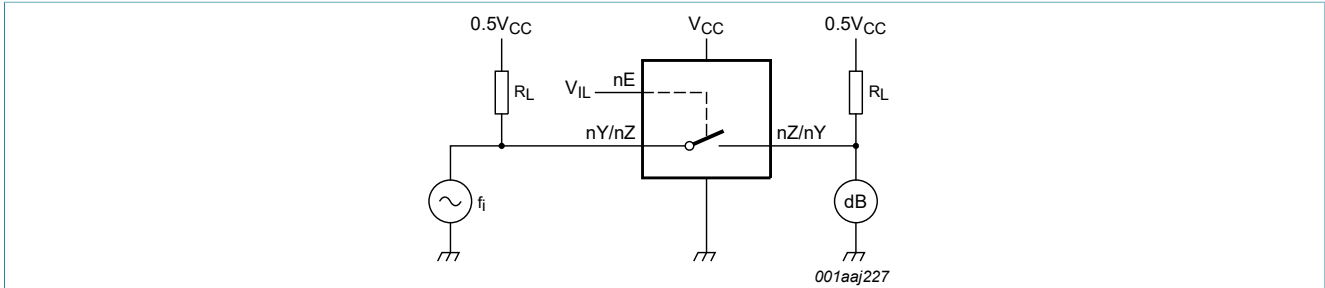 0.5VCC
VCC
0.5VCC
RL
VIL
nE
RL
nY/nZ
nZ/nY
fi
dB
001aaj227